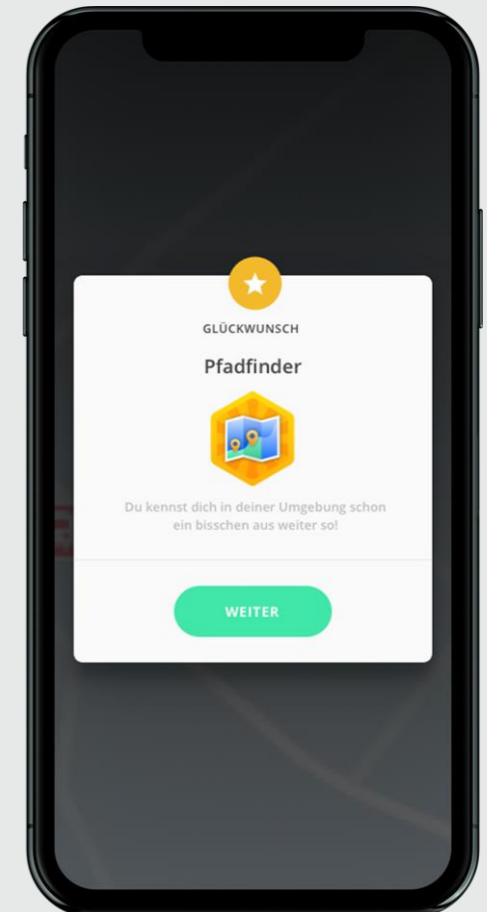 GLÜCKWUNSCH
Pfadfinder
Du kennst dich in deiner Umgebung schon
ein bisschen aus weiter so!
WEITER